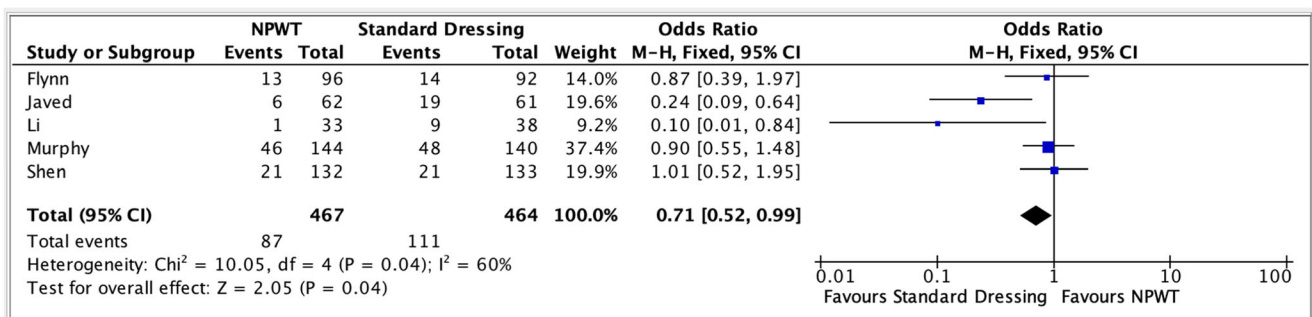 NPWT Standard Dressing Odds Ratio Odds Ratio
Study or Subgroup Events Total Events Total Weight M-H, Fixed, 95% CI M-H, Fixed, 95% CI
Flynn 13 96 14 92 14.0% 0.87 [0.39, 1.97]
Javed 6 62 19 61 19.6% 0.24 [0.09, 0.64]
Li 1 33 9 38 9.2% 0.10 [0.01, 0.84]
Murphy 46 144 48 140 37.4% 0.90 [0.55, 1.48]
Shen 21 132 21 133 19.9% 1.01 [0.52, 1.95]
Total (95% CI) 467 464 100.0% 0.71 [0.52, 0.99]
Total events 87 111
Heterogeneity: Chi² = 10.05, df = 4 (P = 0.04); I² = 60%
Test for overall effect: Z = 2.05 (P = 0.04)
0.01 0.1 1 10 100
Favours Standard Dressing Favours NPWT